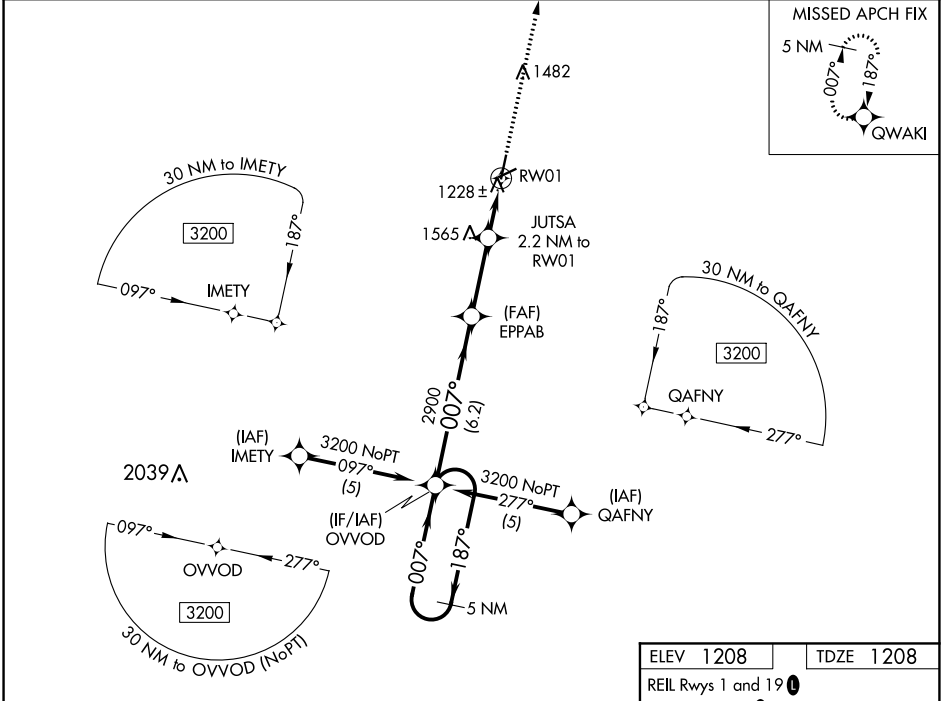 MISSED APCH FIX
5 NM
007°
187°
QWAKI
1482
RW01
1228 ±
JUTSA
2.2 NM to
RW01
1565
30 NM to IMETY
3200
187°
097°
IMETY
(FAF)
EPPAB
30 NM to QAFNY
187°
3200
QAFNY
277°
2900
007°
(6.2)
(IAF)
IMETY
3200 NoPT
097°
(5)
2039
3200 NoPT
277°
(5)
(IAF)
QAFNY
(IF/IAF)
OVVOD
097°
OVVOD
277°
3200
30 NM to OVVOD (NoPT)
007°
187°
5 NM
ELEV 1208
TDZE 1208
REIL Rwys 1 and 19 L